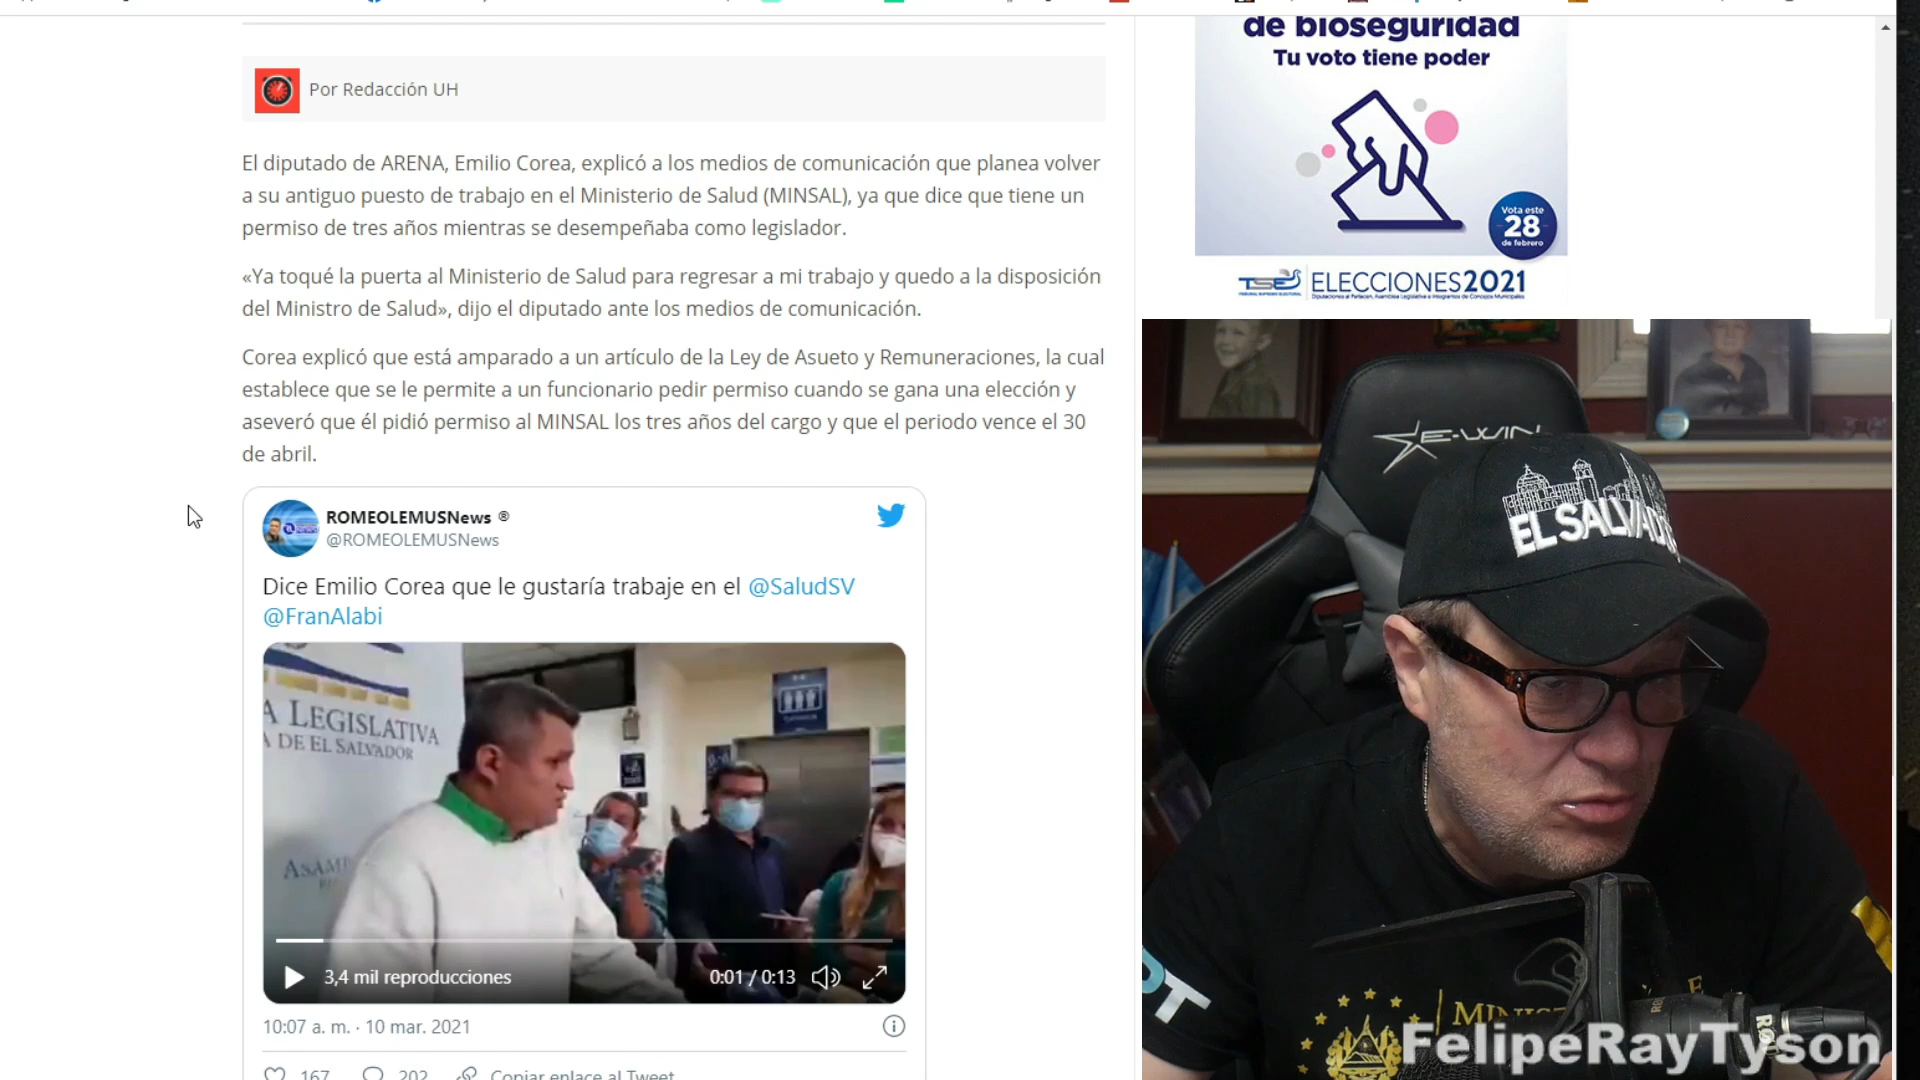 Por Redacción UH
El diputado de ARENA, Emilio Corea, explicó a los medios de comunicación que planea volver
a su antiguo puesto de trabajo en el Ministerio de Salud (MINSAL), ya que dice que tiene un
permiso de tres años mientras se desempeñaba como legislador.
«Ya toqué la puerta al Ministerio de Salud para regresar a mi trabajo y quedo a la disposición
del Ministro de Salud», dijo el diputado ante los medios de comunicación.
Corea explicó que está amparado a un artículo de la Ley de Asueto y Remuneraciones, la cual
establece que se le permite a un funcionario pedir permiso cuando se gana una elección y
aseveró que él pidió permiso al MINSAL los tres años del cargo y que el periodo vence el 30
de abril.
ROMEOLEMUSNews ®
@ROMEOLEMUSNews
Dice Emilio Corea que le gustaría trabaje en el @SaludSV
@FranAlabi
A LEGISLATIVA
A DE EL SALVADOR
ASAM
3,4 mil reproducciones
0:01 / 0:13
10:07 a. m. · 10 mar. 2021
167
202
Copiar enlace al Tweet
de bioseguridad
Tu voto tiene poder
Vota este
28
de febrero
TSE
ELECCIONES2021
E-WIN
EL SALVADO
PT
MINIST
FelipeRayTyson